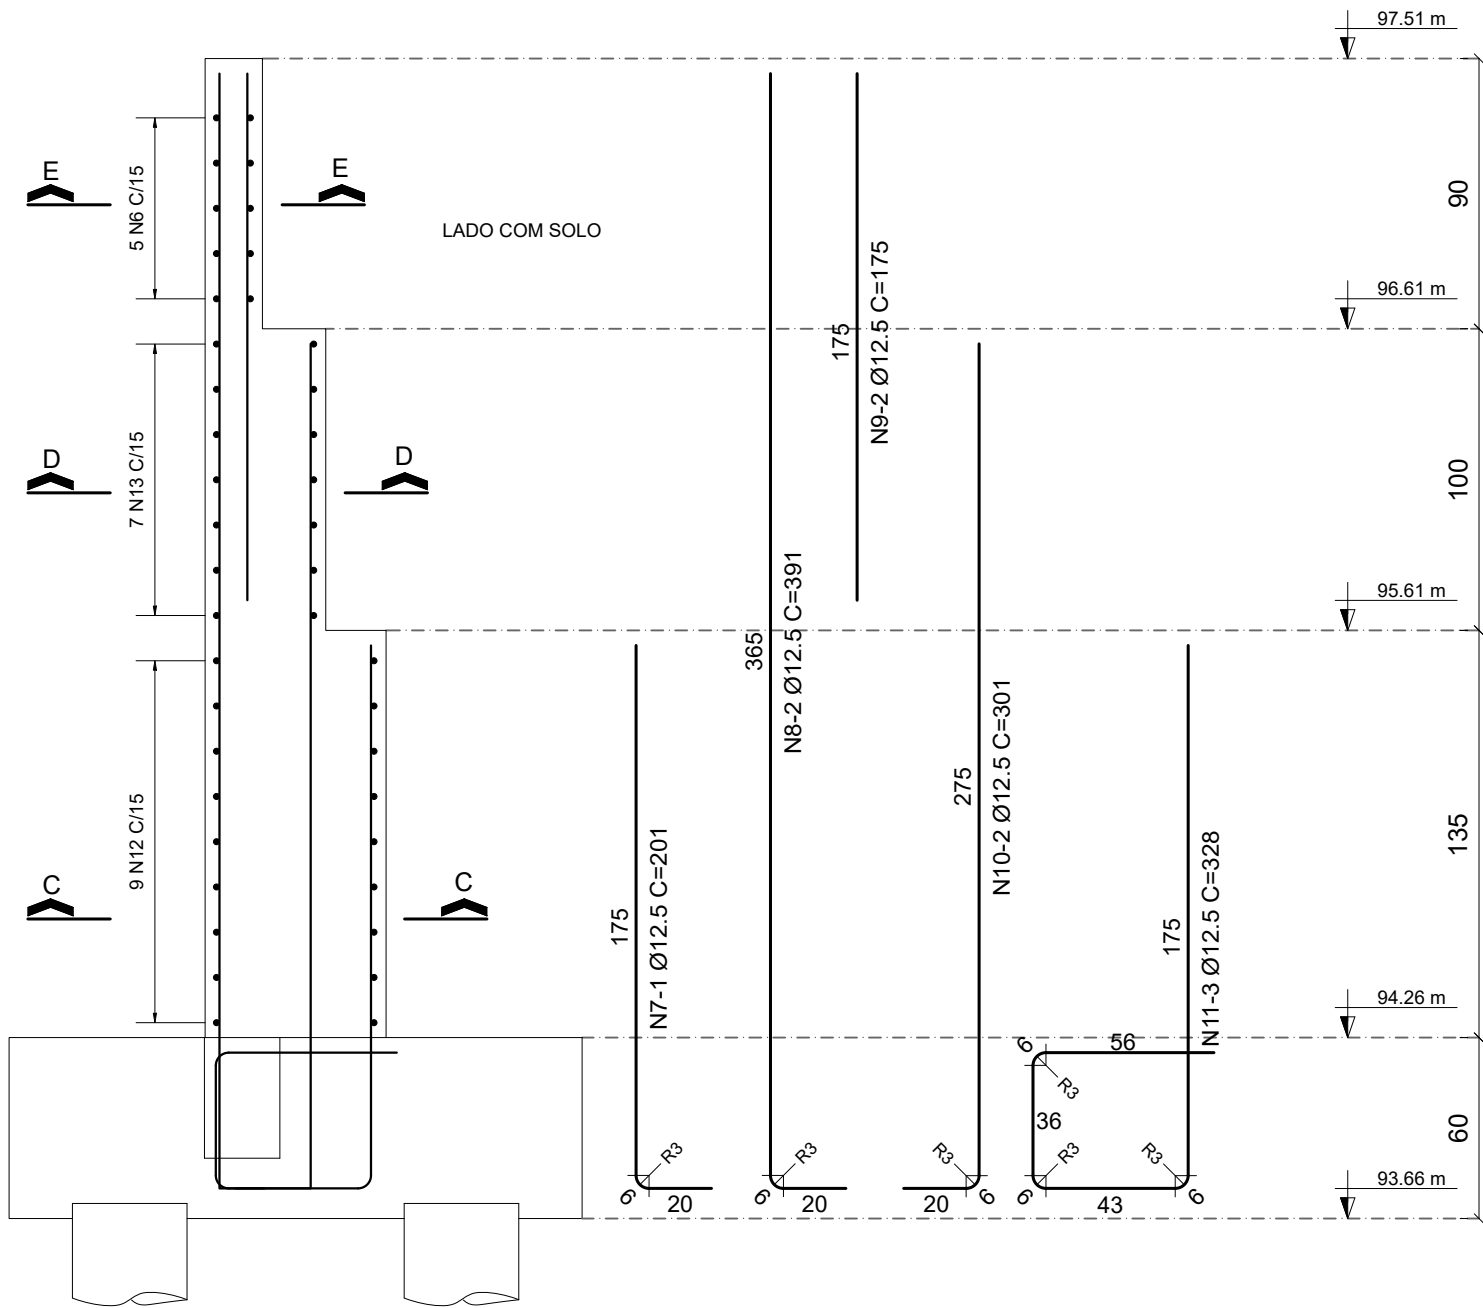 97.51 m
E
E
5 N6 C/15
LADO COM SOLO
90
96.61 m
175
N9-2 Ø12.5 C=175
D
D
7 N13 C/15
100
95.61 m
365
N8-2 Ø12.5 C=391
275
N10-2 Ø12.5 C=301
9 N12 C/15
135
C
C
175
N7-1 Ø12.5 C=201
175
N11-3 Ø12.5 C=328
94.26 m
6
56
R3
36
60
R3
R3
R3
R3
R3
93.66 m
6
20
6
20
20
6
6
43
6